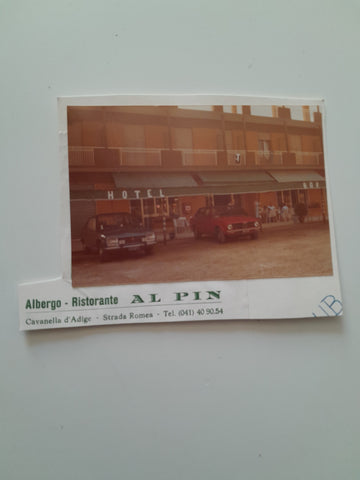 HOTEL BAR
Albergo - Ristorante AL PIN
Cavanella d'Adige - Strada Romea - Tel. (041) 40.90.54